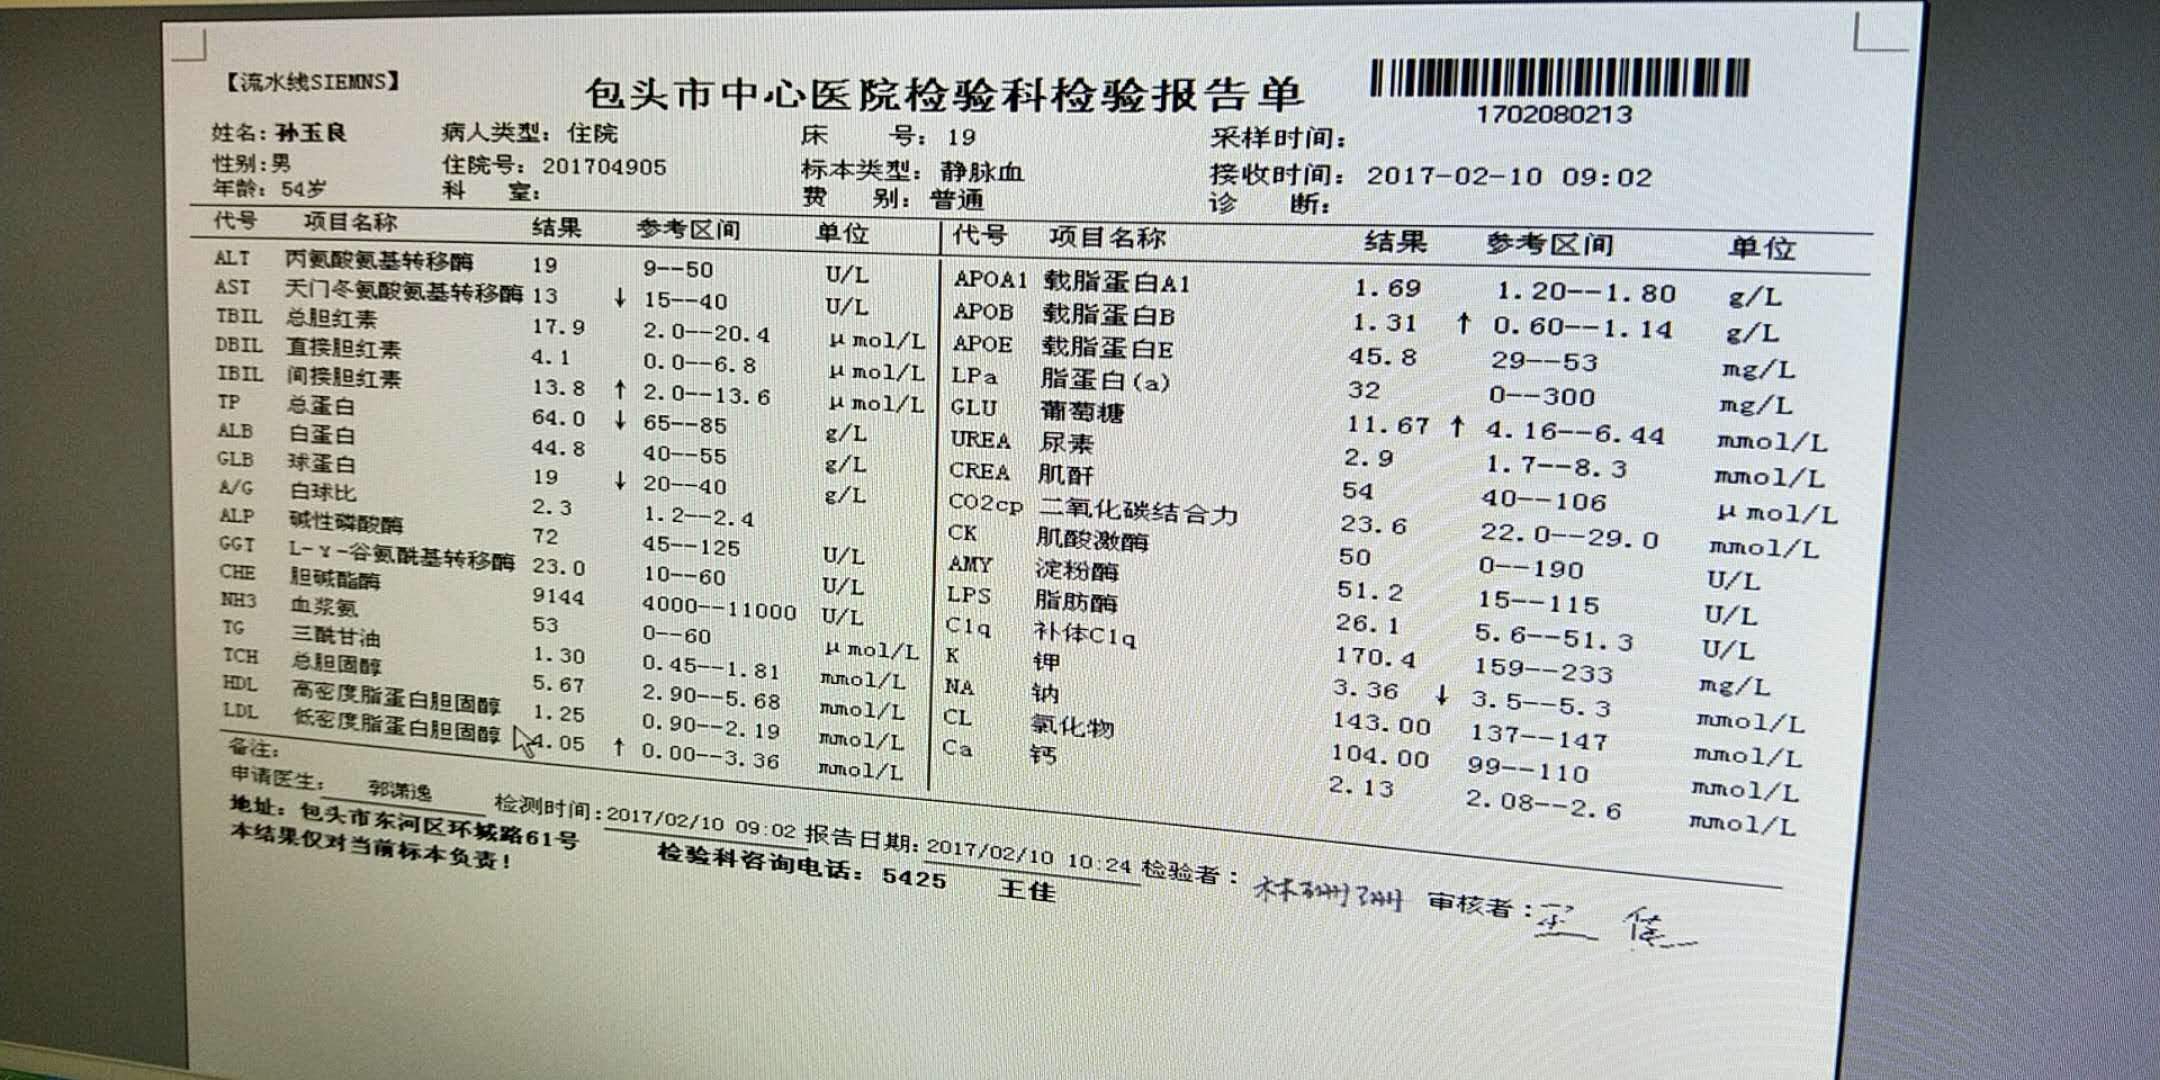 【流水线SIEMNS】
包头市中心医院检验科检验报告单
1702080213
姓名: 孙玉良 病人类型: 住院 床 号: 19 采样时间:
性别:男 住院号: 201704905 标本类型: 静脉血 接收时间: 2017-02-10 09:02
年龄: 54岁 科 室: 费 别: 普通 诊 断:
代号 项目名称 结果 参考区间 单位 代号 项目名称 结果 参考区间 单位
ALT 丙氨酸氨基转移酶 19 9--50 U/L APOA1 载脂蛋白A1 1.69 1.20--1.80 g/L
AST 天门冬氨酸氨基转移酶 13 ↓ 15--40 U/L APOB 载脂蛋白B 1.31 ↑ 0.60--1.14 g/L
TBIL 总胆红素 17.9 2.0--20.4 μmol/L APOE 载脂蛋白E 45.8 29--53 mg/L
DBIL 直接胆红素 4.1 0.0--6.8 μmol/L LPa 脂蛋白(a) 32 0--300 mg/L
IBIL 间接胆红素 13.8 ↑ 2.0--13.6 μmol/L GLU 葡萄糖 11.67 ↑ 4.16--6.44 mmol/L
TP 总蛋白 64.0 ↓ 65--85 g/L UREA 尿素 2.9 1.7--8.3 mmol/L
ALB 白蛋白 44.8 40--55 g/L CREA 肌酐 54 40--106 μmol/L
GLB 球蛋白 19 ↓ 20--40 g/L CO2cp 二氧化碳结合力 23.6 22.0--29.0 mmol/L
A/G 白球比 2.3 1.2--2.4 CK 肌酸激酶 50 0--190 U/L
ALP 碱性磷酸酶 72 45--125 U/L AMY 淀粉酶 51.2 15--115 U/L
GGT L-γ-谷氨酰基转移酶 23.0 10--60 U/L LPS 脂肪酶 26.1 5.6--51.3 U/L
CHE 胆碱酯酶 9144 4000--11000 U/L C1q 补体C1q 170.4 159--233 mg/L
NH3 血浆氨 53 0--60 μmol/L K 钾 3.36 ↓ 3.5--5.3 mmol/L
TG 三酰甘油 1.30 0.45--1.81 mmol/L NA 钠 143.00 137--147 mmol/L
TCH 总胆固醇 5.67 2.90--5.68 mmol/L CL 氯化物 104.00 99--110 mmol/L
HDL 高密度脂蛋白胆固醇 1.25 0.90--2.19 mmol/L Ca 钙 2.13 2.08--2.6 mmol/L
LDL 低密度脂蛋白胆固醇 4.05 ↑ 0.00--3.36 mmol/L
备注:
申请医生: 郭潇逸 检测时间:2017/02/10 09:02 报告日期:2017/02/10 10:24 检验者: 林珊珊 审核者:王佳
地址: 包头市东河区环城路61号 检验科咨询电话: 5425 王佳
本结果仅对当前标本负责!